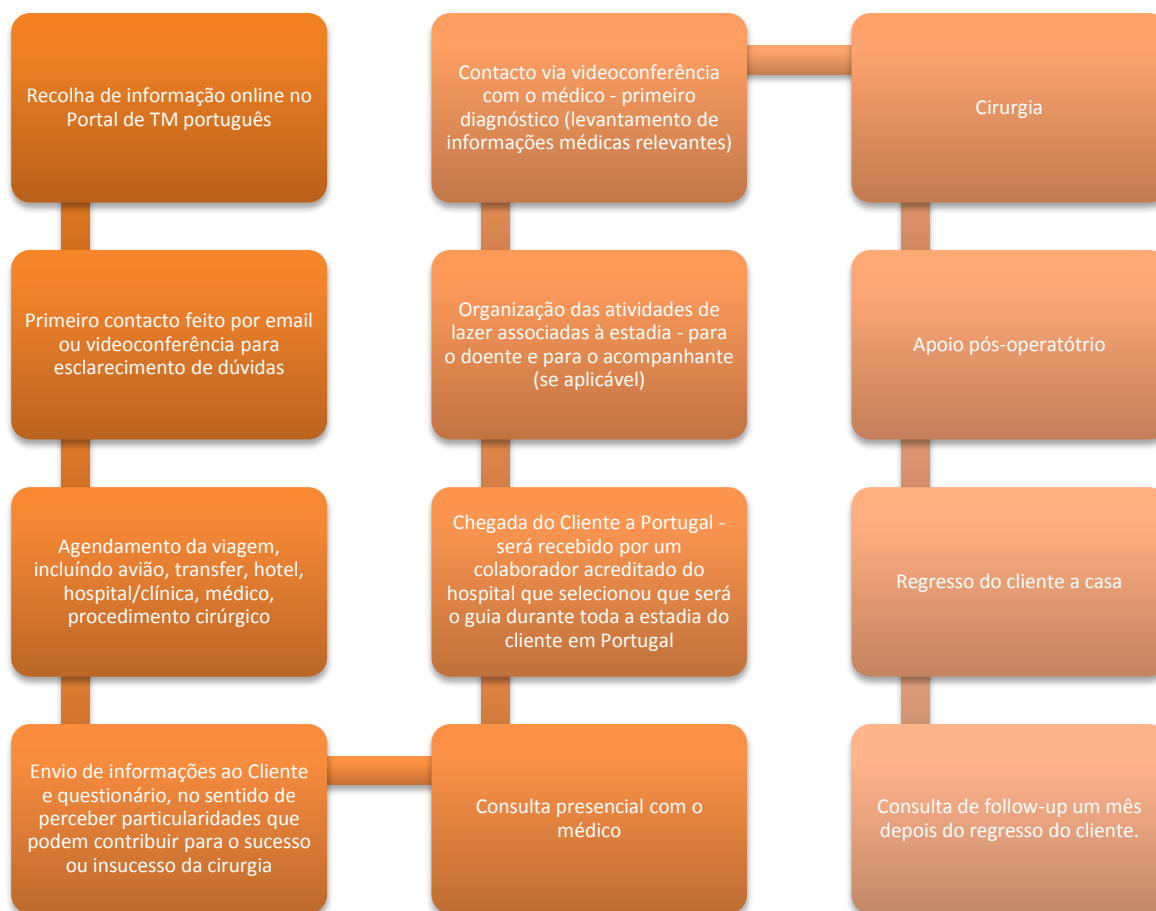 Recolha de informação online no
Portal de TM português
Primeiro contacto feito por email
ou videoconferência para
esclarecimento de dúvidas
Agendamento da viagem,
incluíndo avião, transfer, hotel,
hospital/clínica, médico,
procedimento cirúrgico
Envio de informações ao Cliente
e questionário, no sentido de
perceber particularidades que
podem contribuir para o sucesso
ou insucesso da cirurgia
Consulta presencial com o
médico
Chegada do Cliente a Portugal -
será recebido por um
colaborador acreditado do
hospital que selecionou que será
o guia durante toda a estadia do
cliente em Portugal
Organização das atividades de
lazer associadas à estadia - para
o doente e para o acompanhante
(se aplicável)
Contacto via videoconferência
com o médico - primeiro
diagnóstico (levantamento de
informações médicas relevantes)
Cirurgia
Apoio pós-operatótrio
Regresso do cliente a casa
Consulta de follow-up um mês
depois do regresso do cliente.